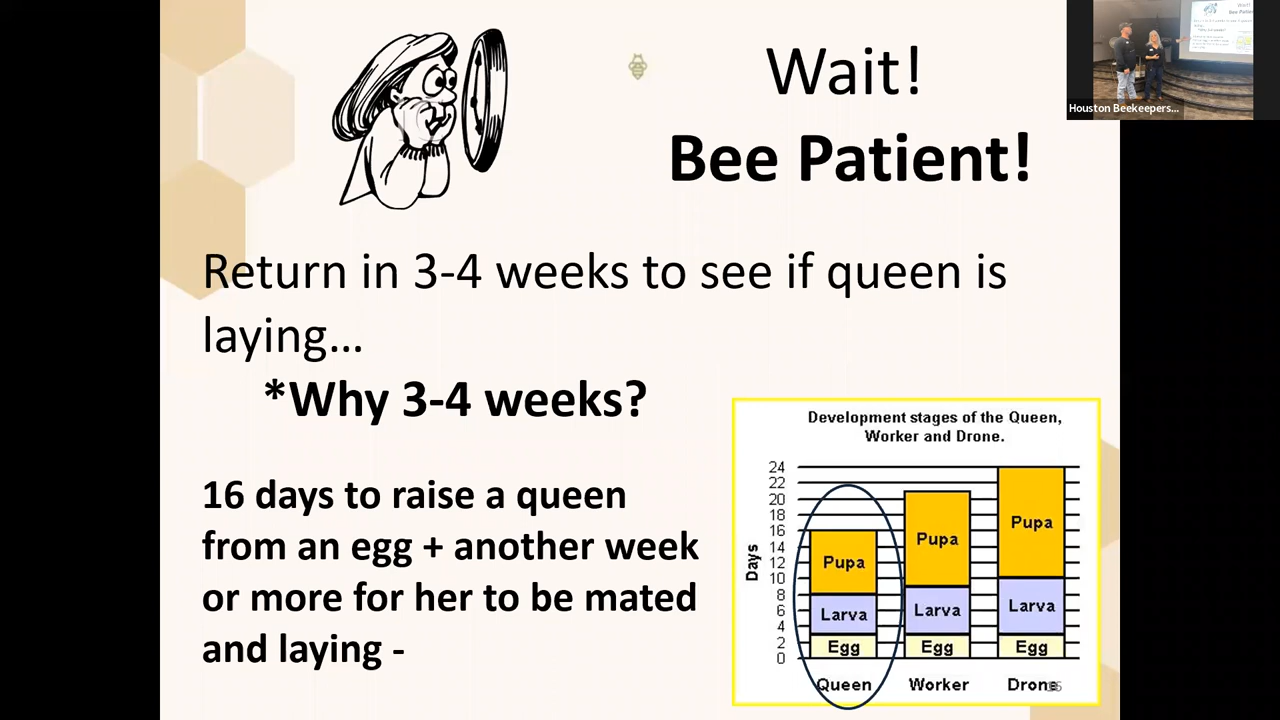 Wait!
Bee Patient!
Houston Beekeepers...
Return in 3-4 weeks to see if queen is
laying...
*Why 3-4 weeks?
16 days to raise a queen
from an egg + another week
or more for her to be mated
and laying -
Development stages of the Queen,
Worker and Drone.
Days
24
22
20
18
16
14
12
10
8
6
4
2
0
Pupa
Larva
Egg
Queen
Pupa
Larva
Egg
Worker
Pupa
Larva
Egg
Drone